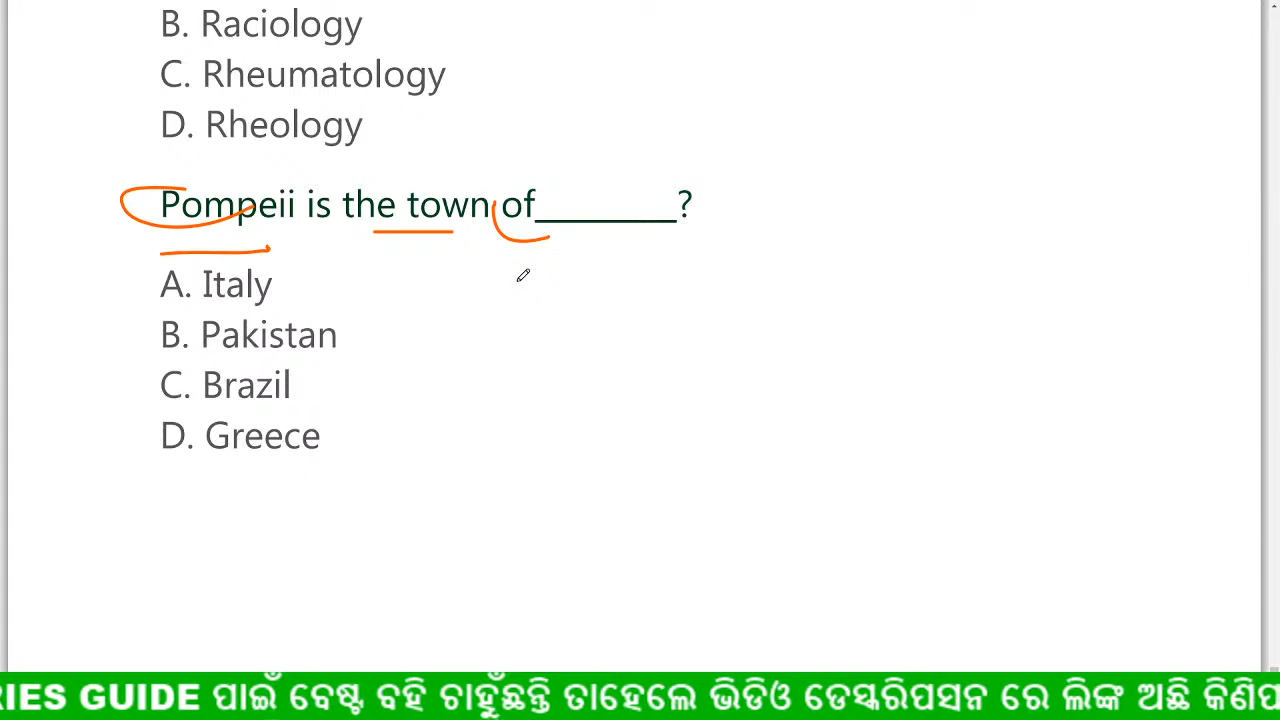 B. Raciology
C. Rheumatology
D. Rheology
Pompeii is the town of________?
A. Italy
B. Pakistan
C. Brazil
D. Greece
RIES GUIDE ପାଇଁ ବେଷ୍ଟ ବହି ଚାହୁଁଛନ୍ତି ତାହେଲେ ଭିଡିଓ ଡେସ୍କରିପସନ ରେ ଲିଙ୍କ ଅଛି କିଣିପ